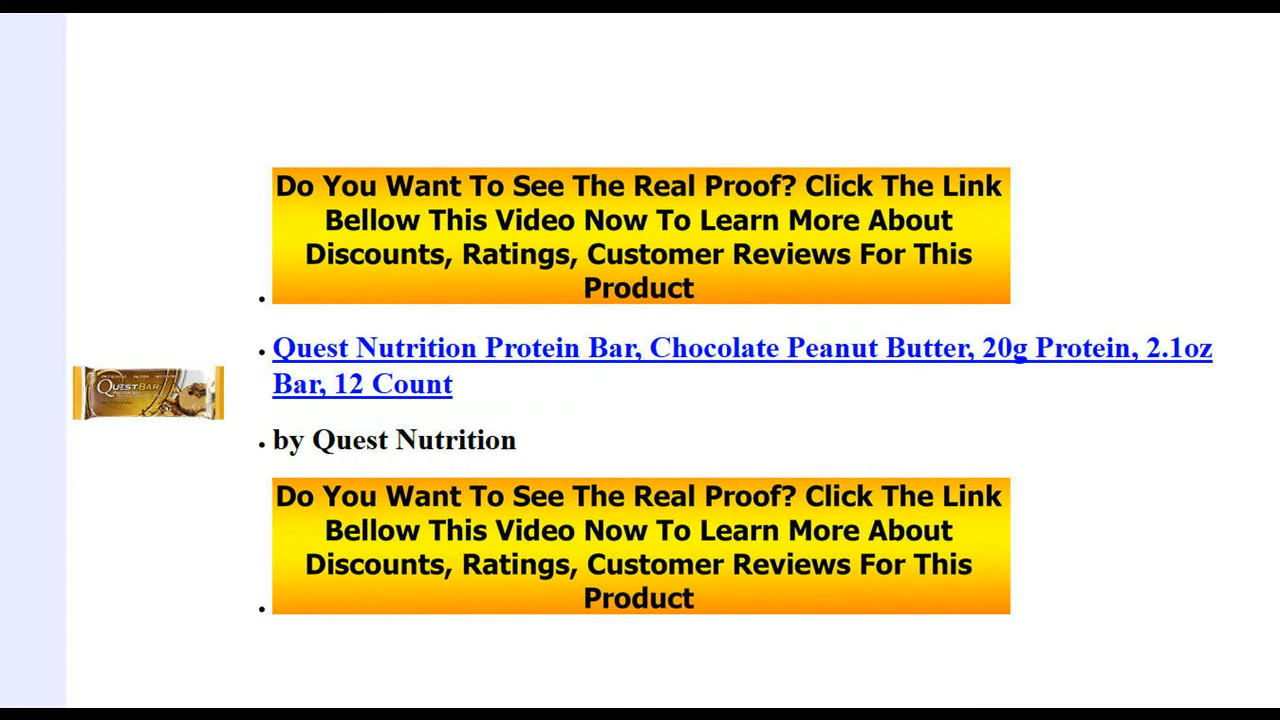 Do You Want To See The Real Proof? Click The Link
Bellow This Video Now To Learn More About
Discounts, Ratings, Customer Reviews For This
Product
Quest Nutrition Protein Bar, Chocolate Peanut Butter, 20g Protein, 2.1oz
Bar, 12 Count
QUESTBAR
by Quest Nutrition
Do You Want To See The Real Proof? Click The Link
Bellow This Video Now To Learn More About
Discounts, Ratings, Customer Reviews For This
Product